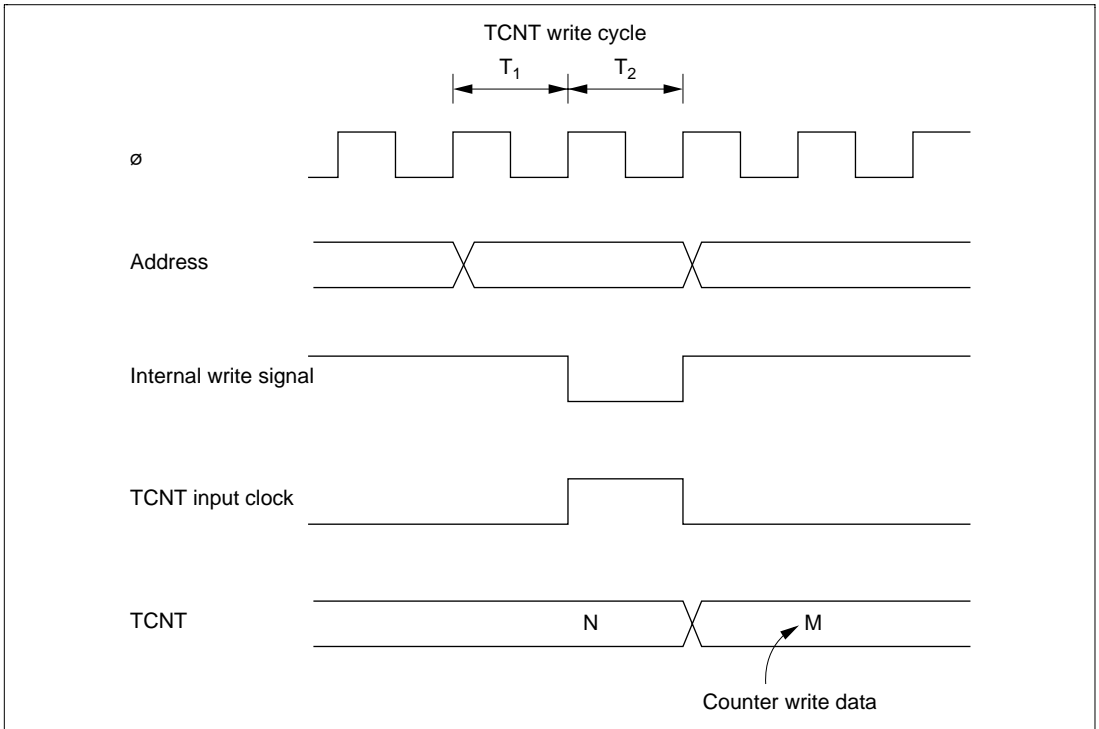 TCNT write cycle
T₁ T₂
ø
Address
Internal write signal
TCNT input clock
TCNT N M
Counter write data